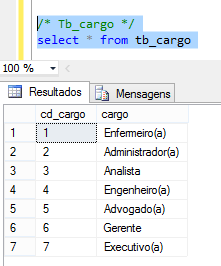 /* Tb_cargo */
select * from tb_cargo
100 %
Resultados Mensagens
cd_cargo cargo
1 1 Enfermeiro(a)
2 2 Administrador(a)
3 3 Analista
4 4 Engenheiro(a)
5 5 Advogado(a)
6 6 Gerente
7 7 Executivo(a)